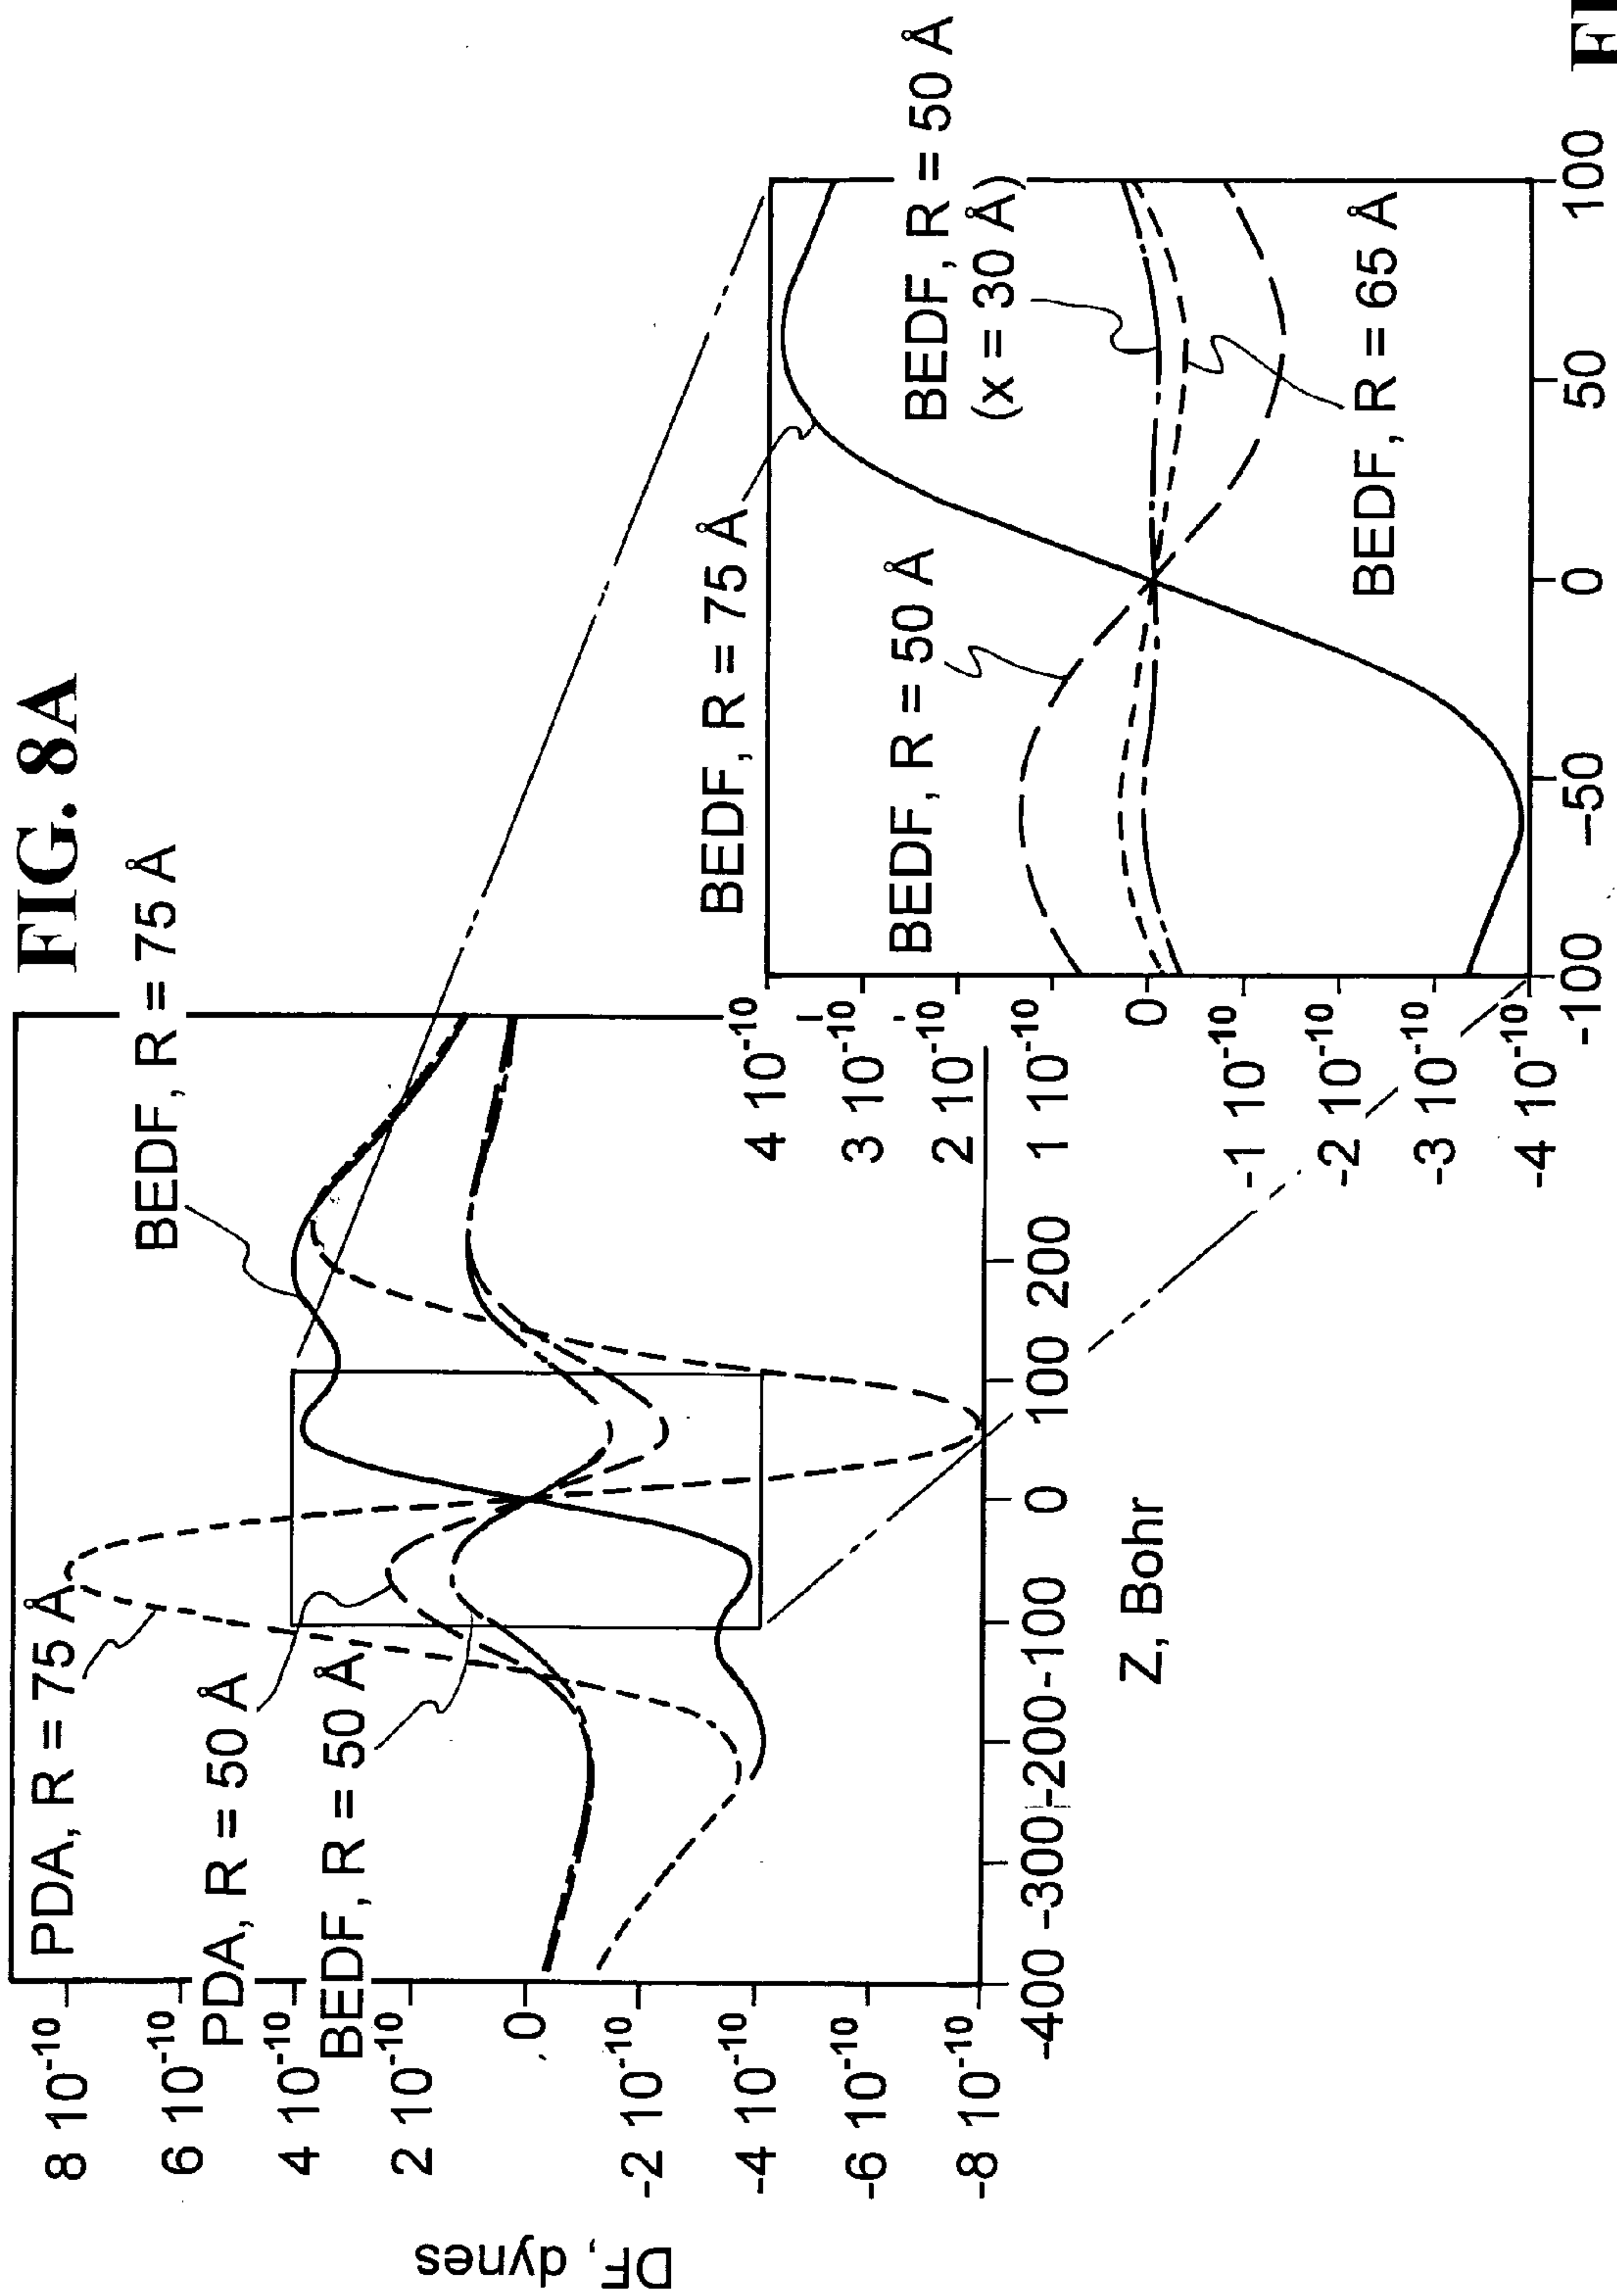 FIG. 8A
PDA, R = 75 Å
BEDF, R = 75 Å
PDA, R = 50 Å
BEDF, R = 50 Å
8 10-10
6 10-10
4 10-10
2 10-10
0
-2 10-10
-4 10-10
-6 10-10
-8 10-10
DF, dynes
-400 -300 -200 -100 0 100 200
Z, Bohr
BEDF, R = 75 Å
BEDF, R = 50 Å
BEDF, R = 50 Å
(x = 30 Å)
BEDF, R = 65 Å
4 10-10
3 10-10
2 10-10
1 10-10
0
-1 10-10
-2 10-10
-3 10-10
-4 10-10
-100 -50 0 50 100